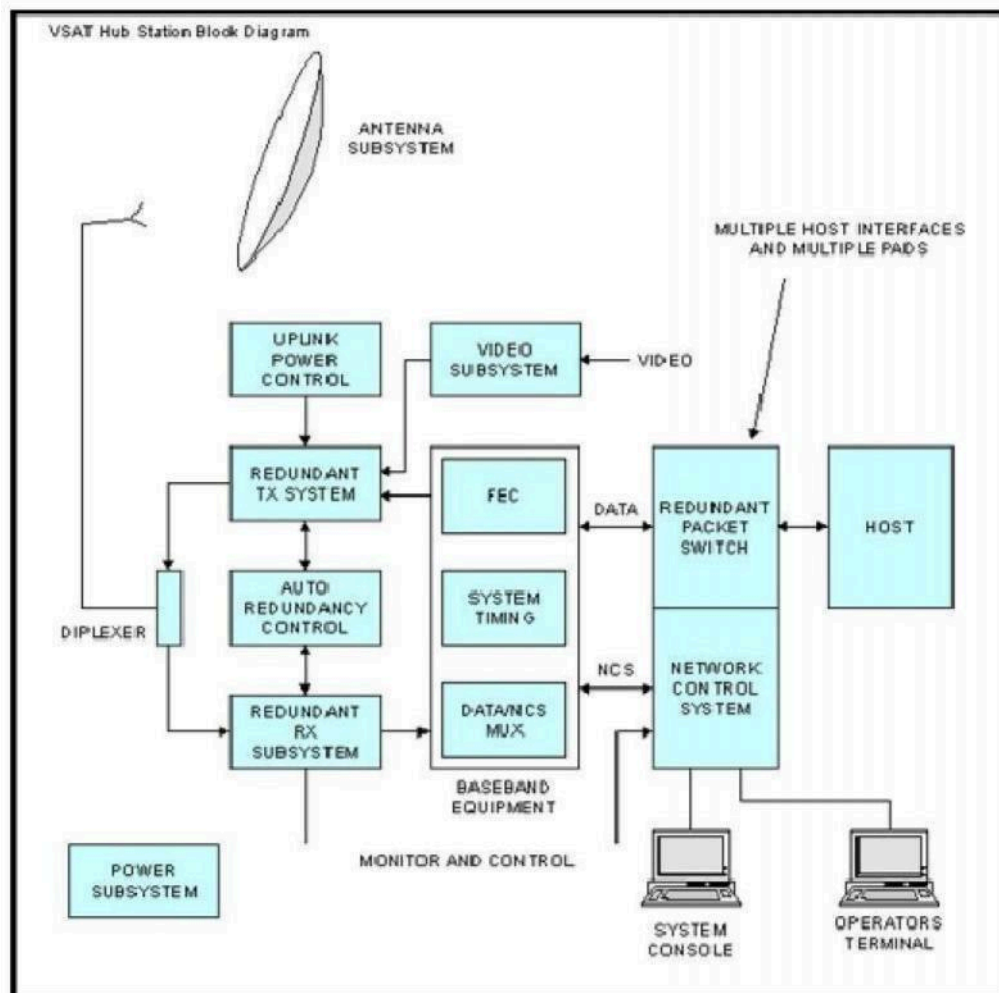 VSAT Hub Station Block Diagram
ANTENNA
SUBSYSTEM
MULTIPLE HOST INTERFACES
AND MULTIPLE PADS
UPLINK
POWER
CONTROL
VIDEO
SUBSYSTEM
VIDEO
REDUNDANT
TX SYSTEM
FEC
DATA
REDUNDANT
PACKET
SWITCH
HOST
AUTO
REDUNDANCY
CONTROL
SYSTEM
TIMING
DIPLEXER
NCS
NETWORK
CONTROL
SYSTEM
REDUNDANT
RX
SUBSYSTEM
DATA/NCS
MUX
BASEBAND
EQUIPMENT
MONITOR AND CONTROL
POWER
SUBSYSTEM
SYSTEM
CONSOLE
OPERATORS
TERMINAL